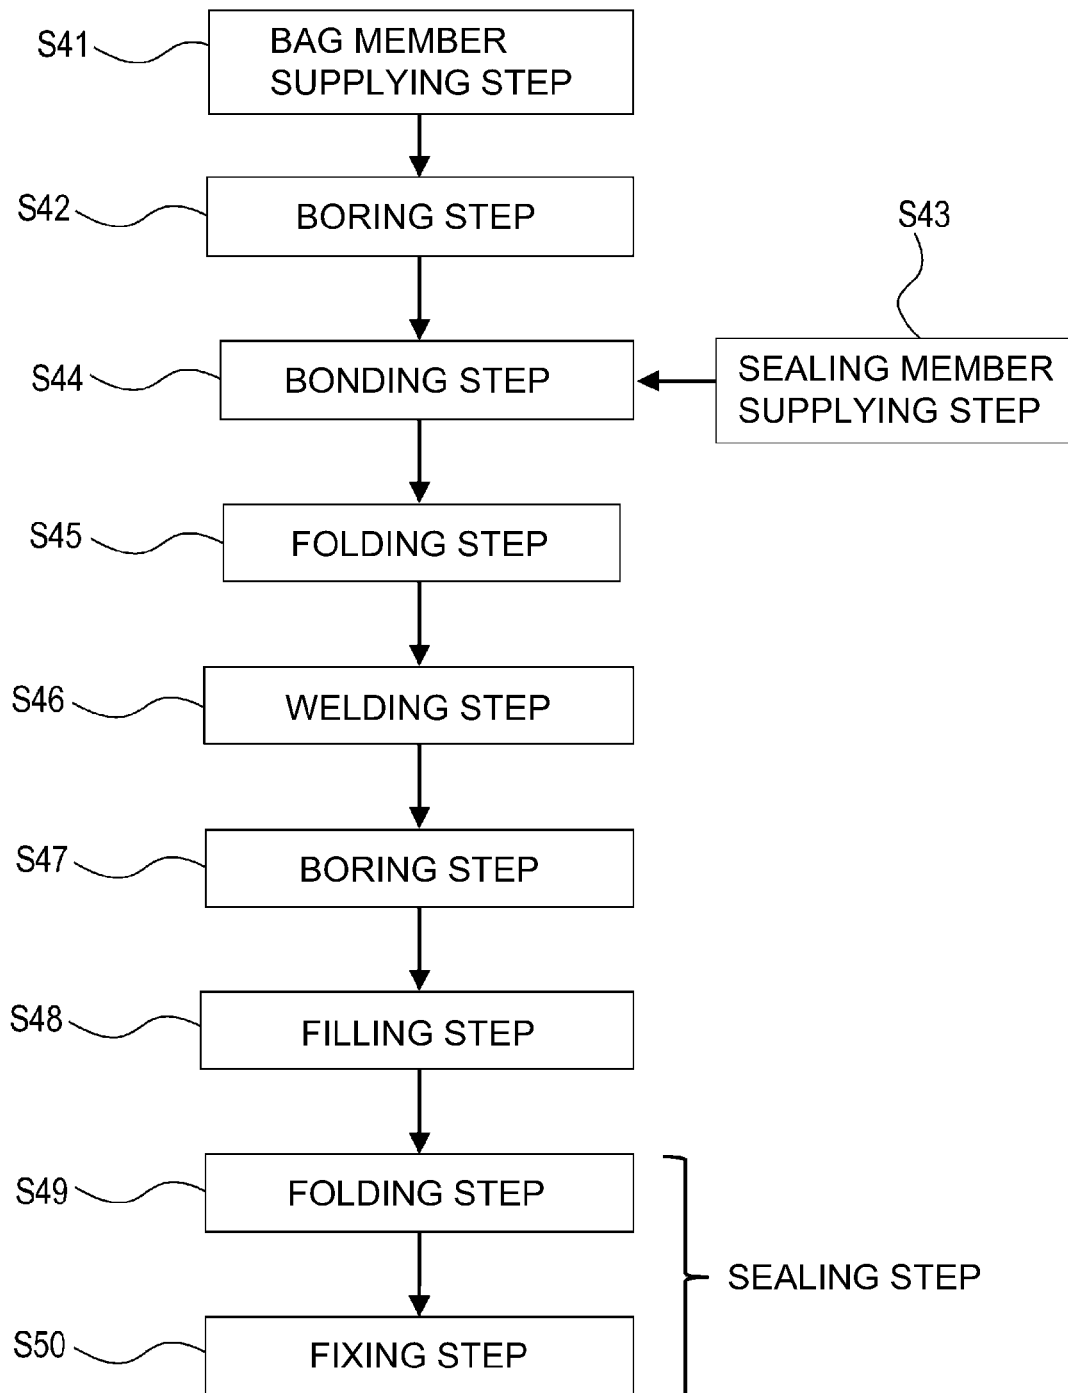 S41
BAG MEMBER
SUPPLYING STEP
S42
BORING STEP
S43
S44
BONDING STEP
SEALING MEMBER
SUPPLYING STEP
S45
FOLDING STEP
S46
WELDING STEP
S47
BORING STEP
S48
FILLING STEP
S49
FOLDING STEP
SEALING STEP
S50
FIXING STEP